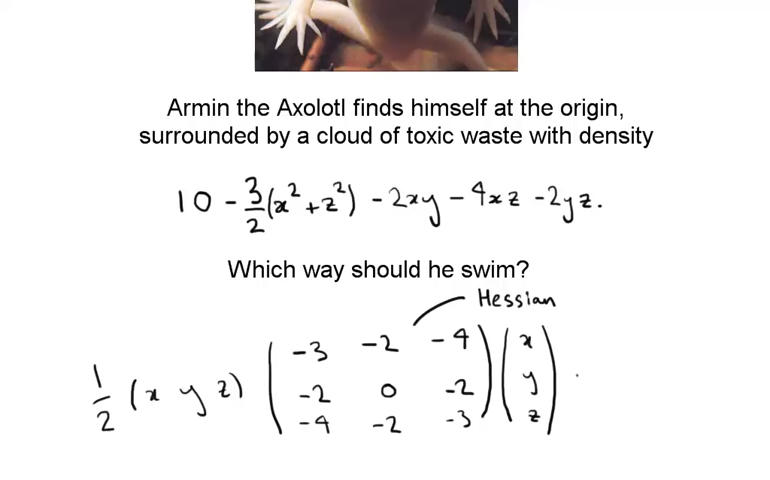 Armin the Axolotl finds himself at the origin,
surrounded by a cloud of toxic waste with density
10 - 3/2 (x² + z²) - 2xy - 4xz - 2yz.
Which way should he swim?
Hessian
1/2 (x y z) ( -3 -2 -4 ) ( x )
( -2 0 -2 ) ( y )
( -4 -2 -3 ) ( z )